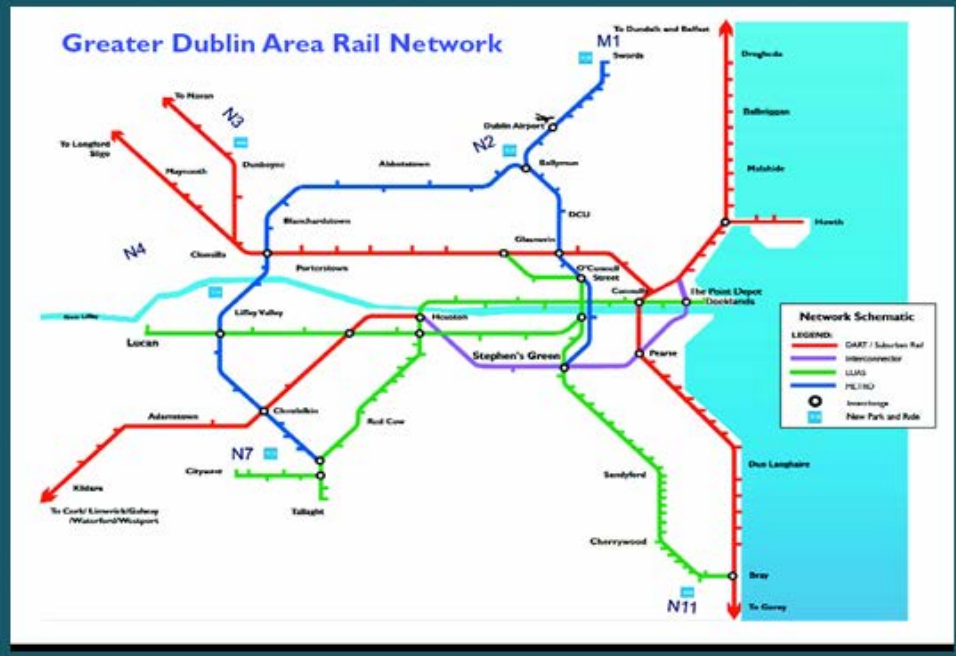 Greater Dublin Area Rail Network
To Dundalk and Belfast
M1
Swords
Drogheda
To Navan
N3
Dublin Airport
Balbriggan
N2
To Longford
Sligo
Dunboyne
Abbotstown
Ballymun
Maynooth
Malahide
Blanchardstown
DCU
Howth
N4
Clonsilla
Glasnevin
Porterstown
O'Connell
Street
Connolly
The Point Depot
Docklands
River Liffey
Liffey Valley
Heuston
Lucan
Stephen's Green
Pearse
Network Schematic
LEGEND:
DART / Suburban Rail
Interconnector
LUAS
METRO
Interchange
New Park and Ride
Adamstown
Clondalkin
Red Cow
N7
Citywest
Sandyford
Dun Laoghaire
Kildare
Tallaght
To Cork/ Limerick/Galway
/Waterford/Westport
Cherrywood
Bray
N11
To Gorey